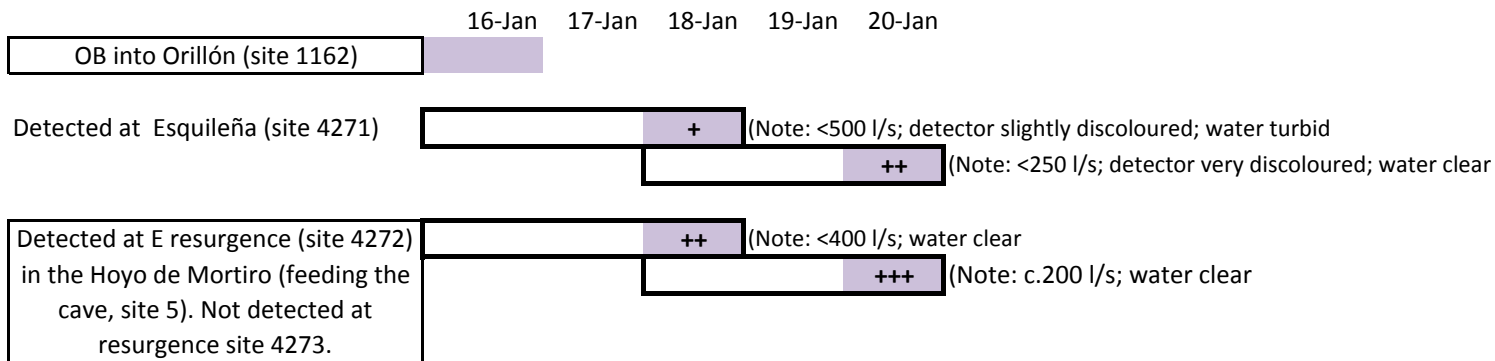 16-Jan 17-Jan 18-Jan 19-Jan 20-Jan
OB into Orillón (site 1162)
Detected at  Esquileña (site 4271)
+ (Note: <500 l/s; detector slightly discoloured; water turbid
++ (Note: <250 l/s; detector very discoloured; water clear
Detected at E resurgence (site 4272)
++ (Note: <400 l/s; water clear
in the Hoyo de Mortiro (feeding the
+++ (Note: c.200 l/s; water clear
cave, site 5). Not detected at
resurgence site 4273.